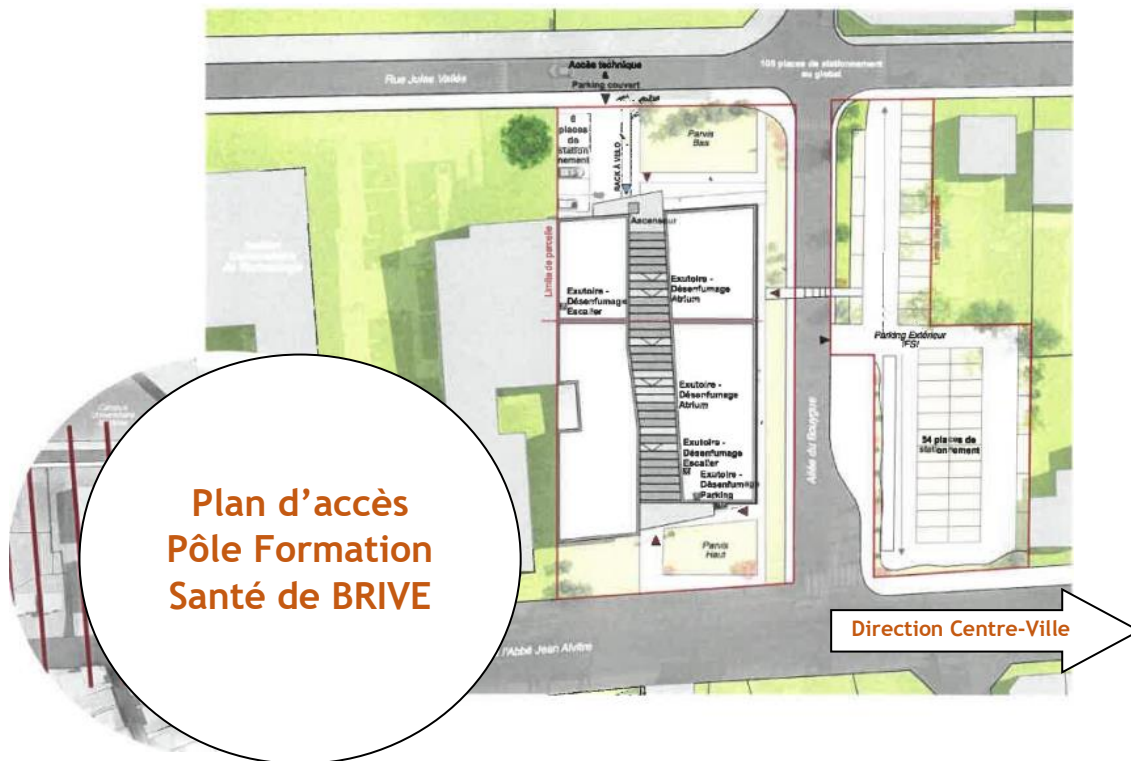 Accès technique
&
Parking couvert
Rue Jules Vallès
108 places de stationnement
au global
6
places
de
station
nement
RACK À VELO
Parvis
Bas
Ascenseur
Limite de parcelle
Limite de parcelle
Exutoire -
Désenfumage
Escalier
Exutoire -
Désenfumage
Atrium
Parking Extérieur
IFSI
Exutoire -
Désenfumage
Atrium
Allée du Bouygue
54 places de
stationnement
Exutoire -
Désenfumage
Escalier
Exutoire -
Désenfumage
Parking
Parvis
Haut
Campus
Universitaire
Plan d’accès
Pôle Formation
Santé de BRIVE
Direction Centre-Ville
l'Abbé Jean Alvitre